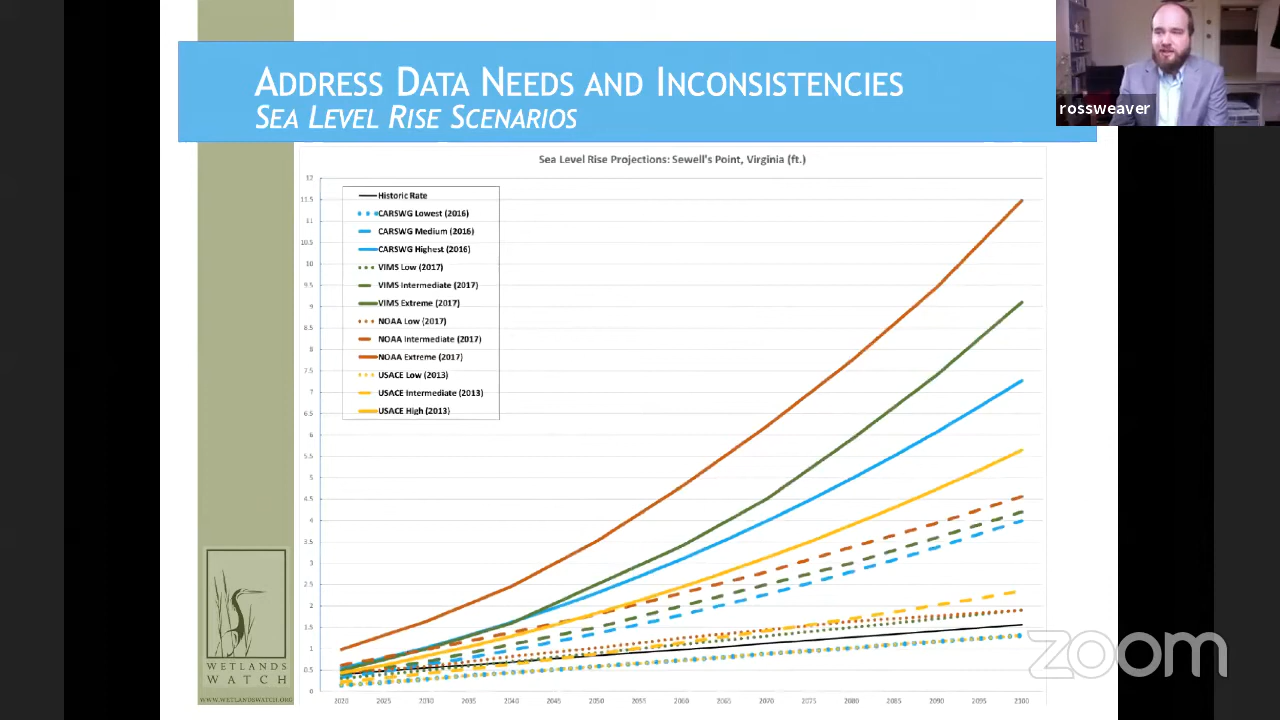 ADDRESS DATA NEEDS AND INCONSISTENCIES
SEA LEVEL RISE SCENARIOS
rossweaver
Sea Level Rise Projections: Sewell's Point, Virginia (ft.)
12
11.5
11
10.5
10
9.5
9
8.5
8
7.5
7
6.5
6
5.5
5
4.5
4
3.5
3
2.5
2
1.5
1
0.5
0
Historic Rate
CARSWG Lowest (2016)
CARSWG Medium (2016)
CARSWG Highest (2016)
VIMS Low (2017)
VIMS Intermediate (2017)
VIMS Extreme (2017)
NOAA Low (2017)
NOAA Intermediate (2017)
NOAA Extreme (2017)
USACE Low (2013)
USACE Intermediate (2013)
USACE High (2013)
2020 2025 2030 2035 2040 2045 2050 2055 2060 2065 2070 2075 2080 2085 2090 2095 2100
WETLANDS
WATCH
WWW.WETLANDSWATCH.ORG
zoom